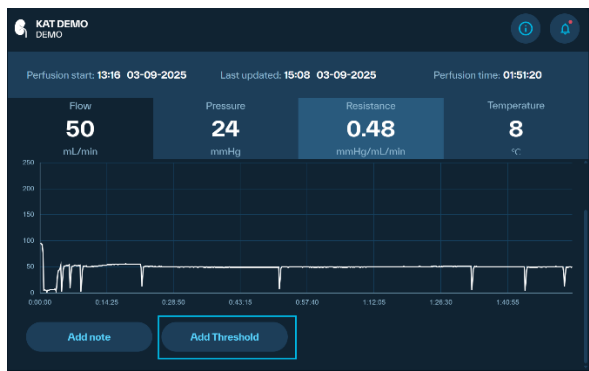 KAT DEMO
DEMO
Perfusion start: 13:16 03-09-2025 Last updated: 15:08 03-09-2025 Perfusion time: 01:51:20
Flow Pressure Resistance Temperature
50 24 0.48 8
mL/min mmHg mmHg/mL/min °C
250
200
150
100
50
0
0:00:00 0:14:25 0:28:50 0:43:15 0:57:40 1:12:05 1:26:30 1:40:55
Add note Add Threshold